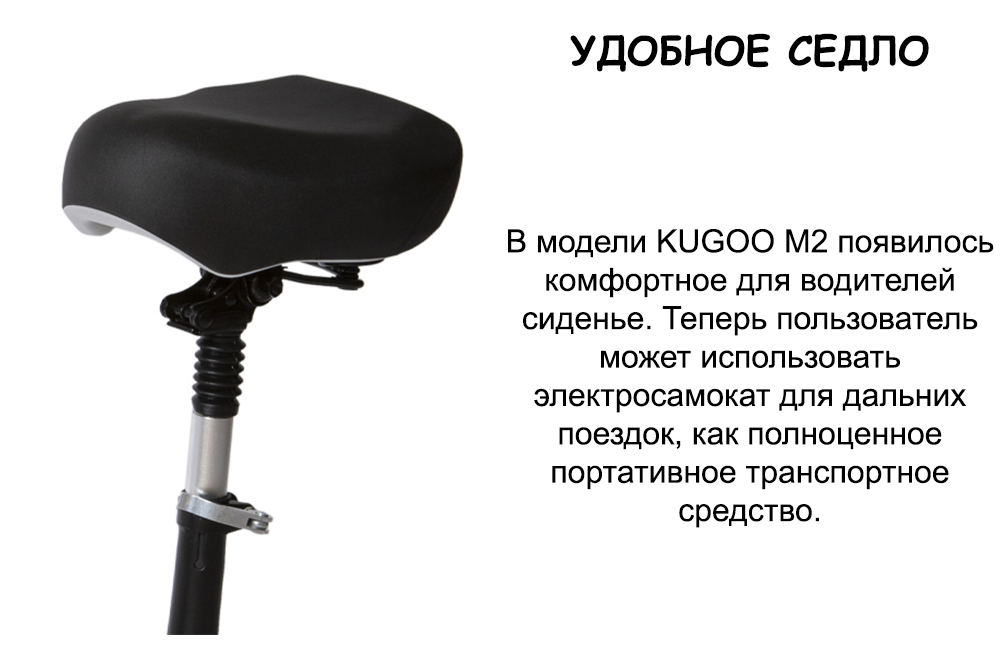 УДОБНОЕ СЕДЛО
В модели KUGOO M2 появилось
комфортное для водителей
сиденье. Теперь пользователь
может использовать
электросамокат для дальних
поездок, как полноценное
портативное транспортное
средство.